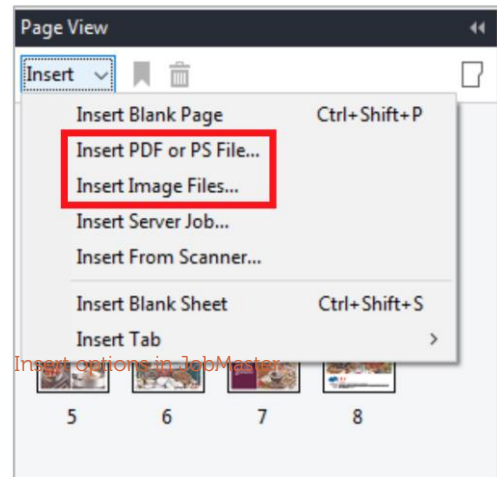 Page View
Insert
Insert Blank Page Ctrl+Shift+P
Insert PDF or PS File...
Insert Image Files...
Insert Server Job...
Insert From Scanner...
Insert Blank Sheet Ctrl+Shift+S
Insert Tab
Insert options in JobMaster
5 6 7 8